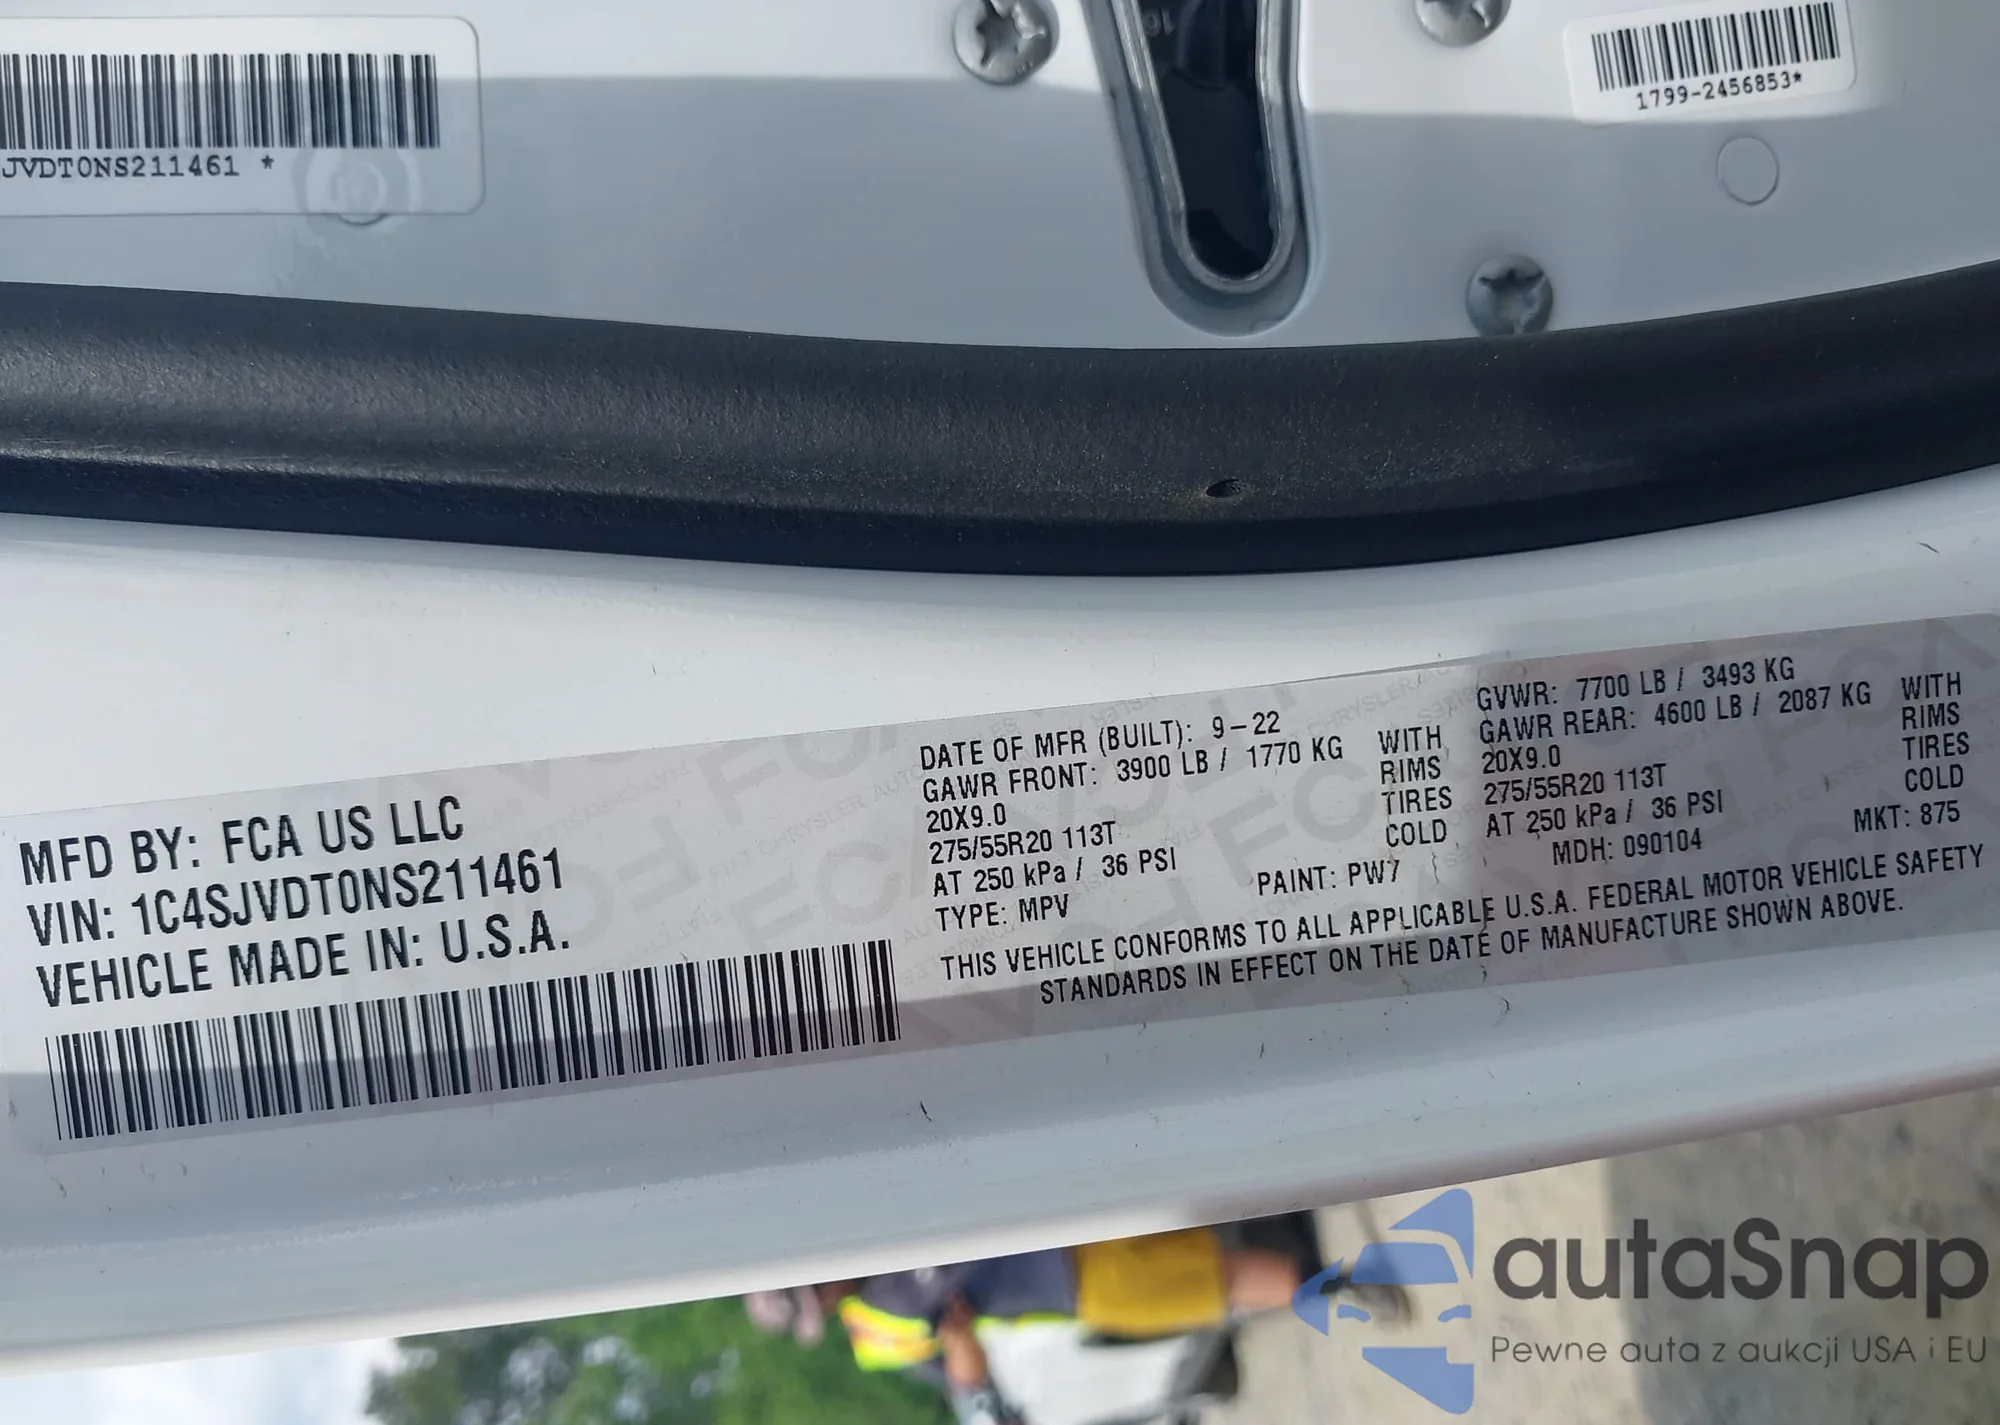 JVDT0NS211461 *
1799-2456853*
MFD BY: FCA US LLC
VIN: 1C4SJVDT0NS211461
VEHICLE MADE IN: U.S.A.
DATE OF MFR (BUILT): 9-22
GAWR FRONT: 3900 LB / 1770 KG WITH
20X9.0 RIMS
275/55R20 113T TIRES
AT 250 kPa / 36 PSI COLD
TYPE: MPV PAINT: PW7
GVWR: 7700 LB / 3493 KG
GAWR REAR: 4600 LB / 2087 KG WITH
20X9.0 RIMS
275/55R20 113T TIRES
AT 250 kPa / 36 PSI COLD
MDH: 090104 MKT: 875
THIS VEHICLE CONFORMS TO ALL APPLICABLE U.S.A. FEDERAL MOTOR VEHICLE SAFETY
STANDARDS IN EFFECT ON THE DATE OF MANUFACTURE SHOWN ABOVE.
autaSnap
Pewne auta z aukcji USA i EU